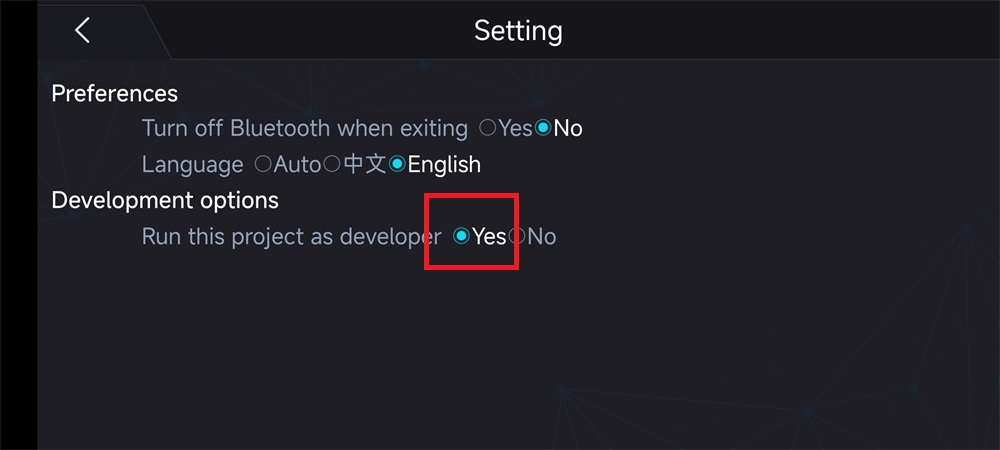 Setting
Preferences
Turn off Bluetooth when exiting Yes No
Language Auto 中文 English
Development options
Run this project as developer Yes No